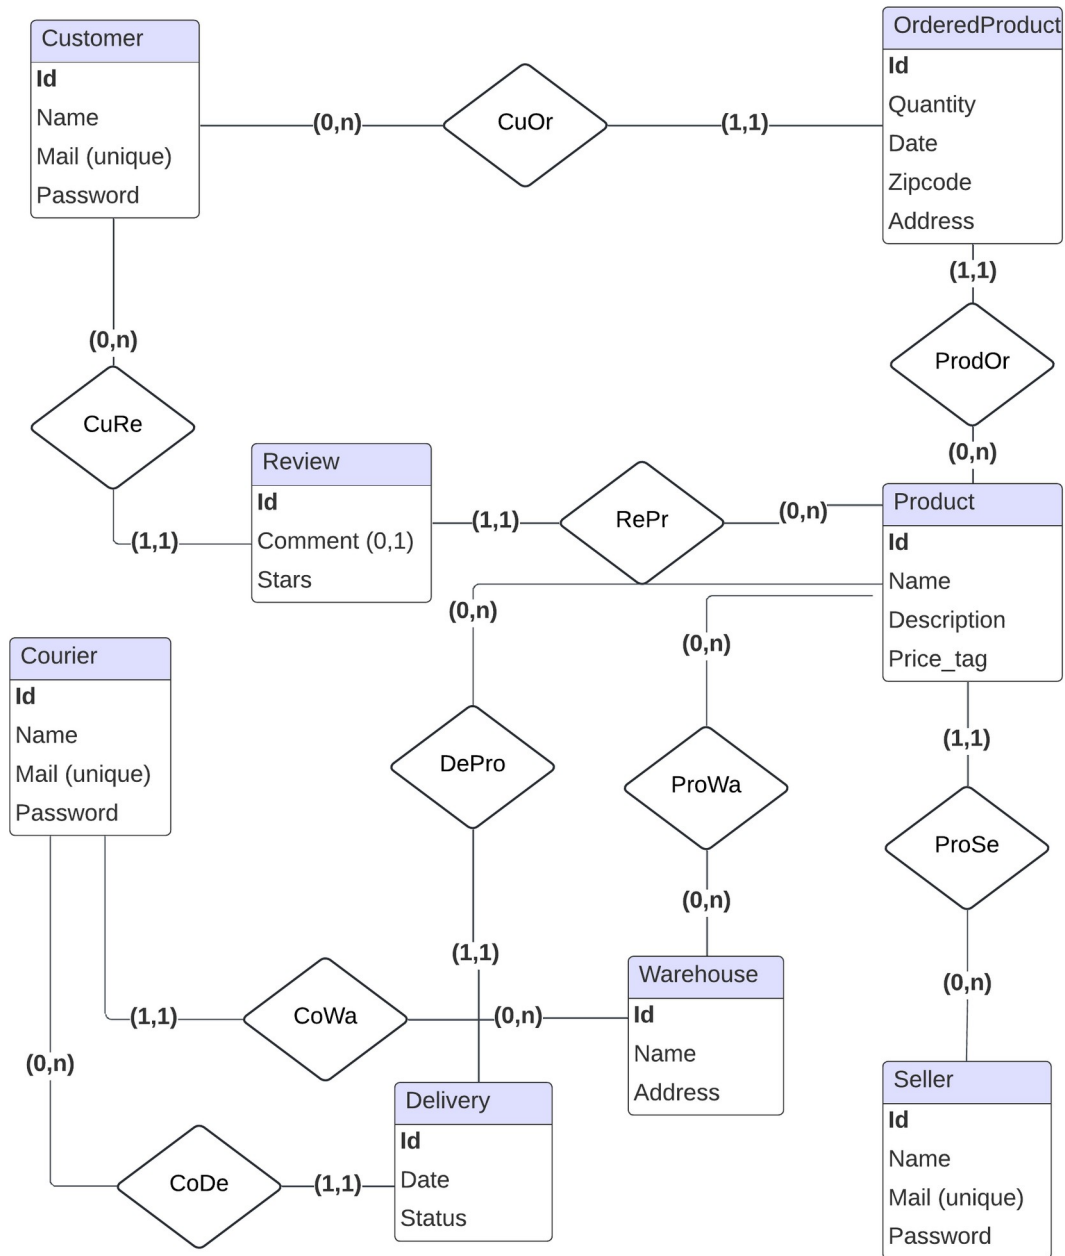 Customer
Id
Name
Mail (unique)
Password
(0,n)
CuOr
(1,1)
OrderedProduct
Id
Quantity
Date
Zipcode
Address
(1,1)
ProdOr
(0,n)
(0,n)
CuRe
(1,1)
Review
Id
Comment (0,1)
Stars
(1,1)
RePr
(0,n)
Product
Id
Name
Description
Price_tag
(0,n)
DePro
(1,1)
(0,n)
ProWa
(0,n)
(1,1)
ProSe
(0,n)
Courier
Id
Name
Mail (unique)
Password
(1,1)
CoWa
(0,n)
Warehouse
Id
Name
Address
(0,n)
CoDe
(1,1)
Delivery
Id
Date
Status
Seller
Id
Name
Mail (unique)
Password